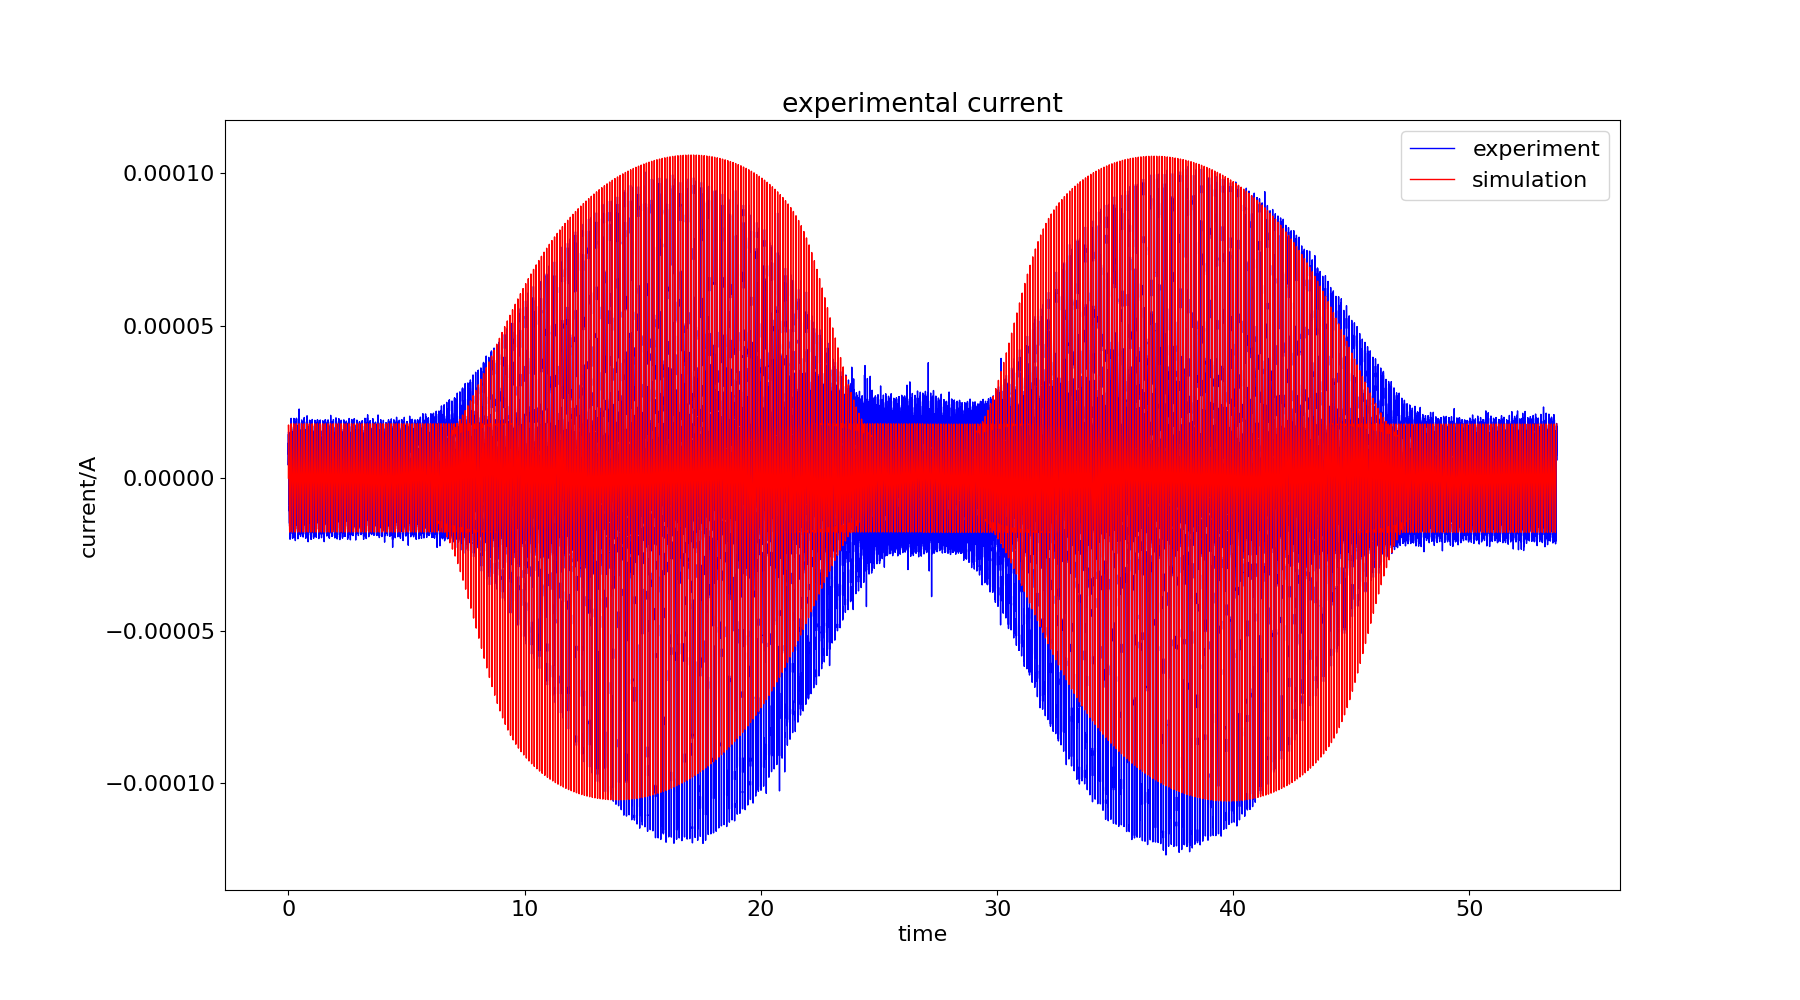 experimental current
experiment
simulation
0.00010
0.00005
0.00000
−0.00005
−0.00010
current/A
0 10 20 30 40 50
time